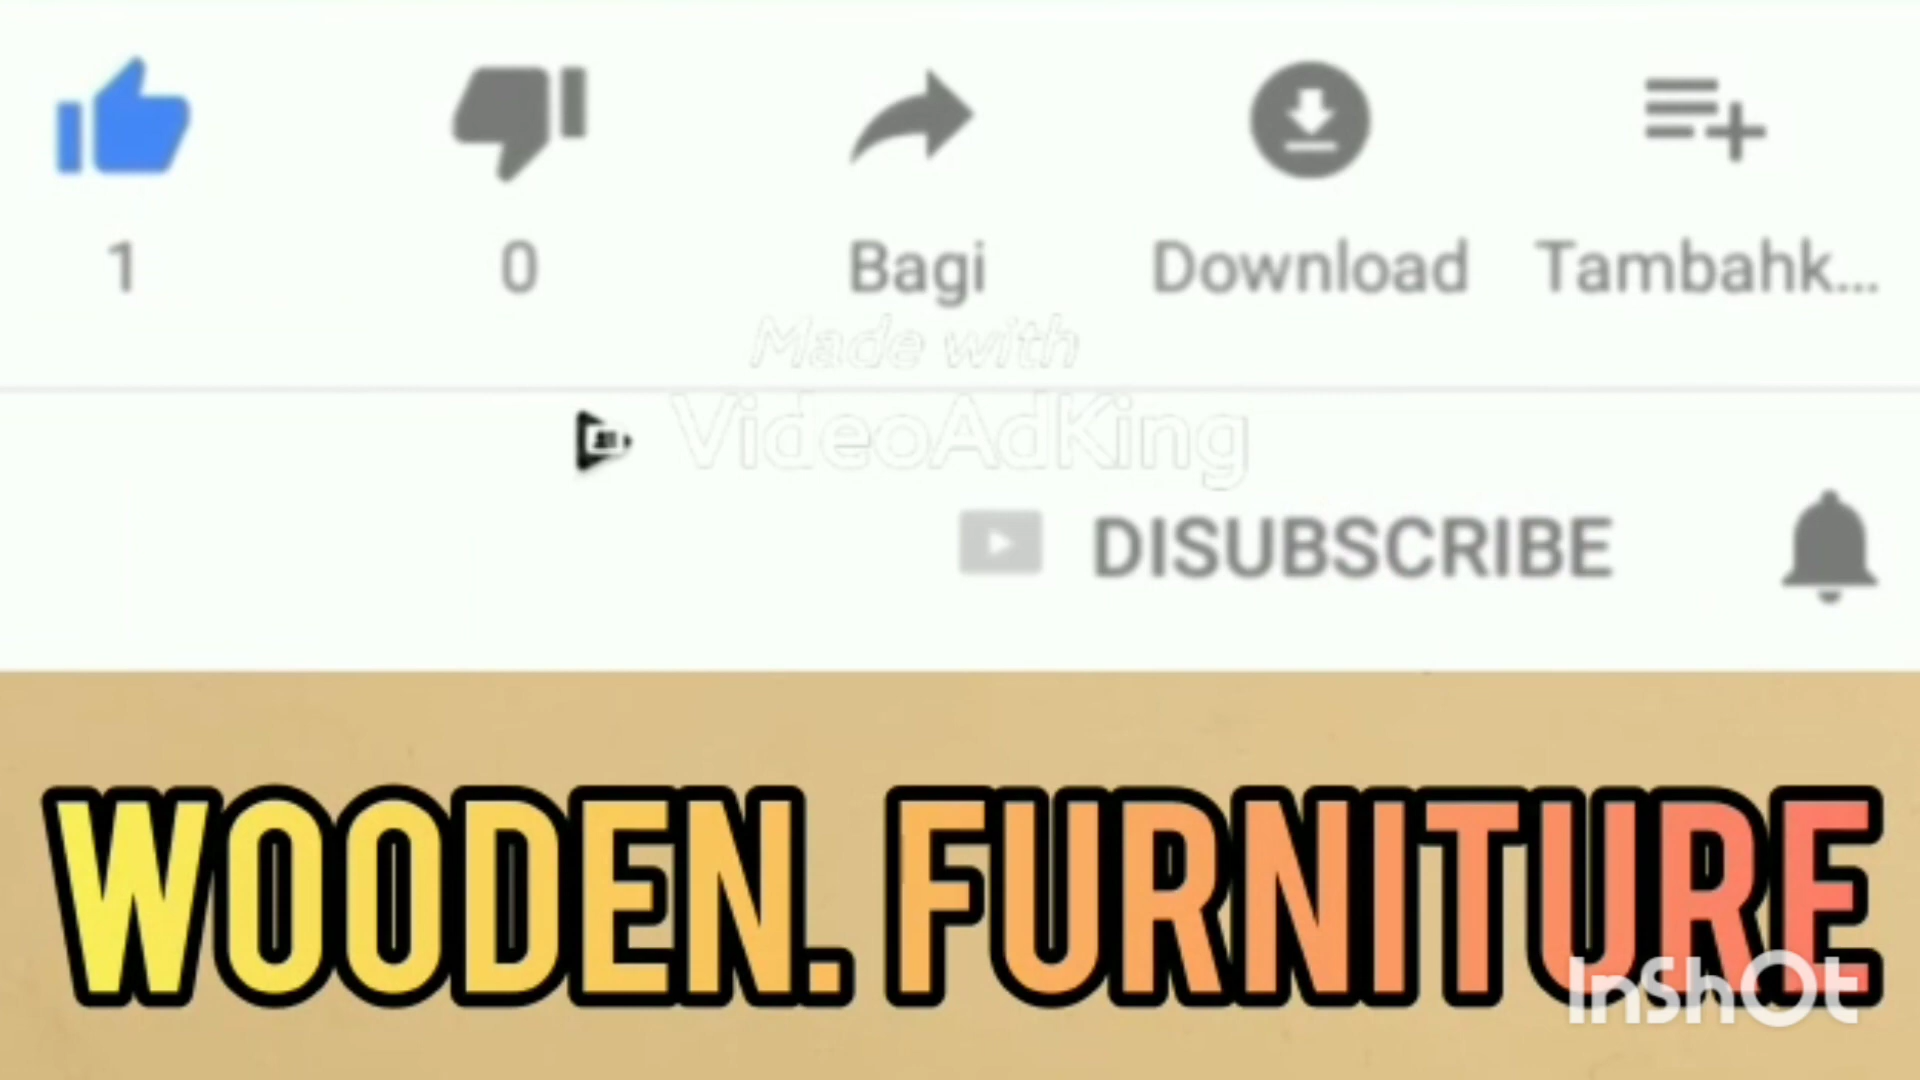 1 0 Bagi Download Tambahk...
Made with
VideoAdKing
DISUBSCRIBE
WOODEN. FURNITURE
InShOt